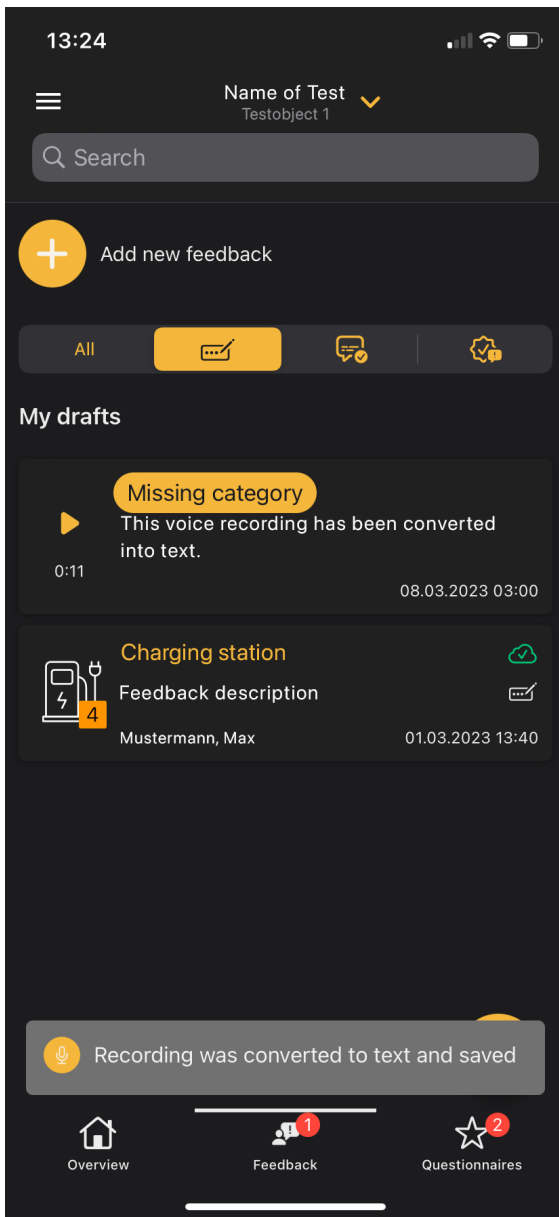 13:24
Name of Test
Testobject 1
Search
Add new feedback
All
My drafts
Missing category
This voice recording has been converted
into text.
0:11
08.03.2023 03:00
Charging station
Feedback description
4
Mustermann, Max
01.03.2023 13:40
Recording was converted to text and saved
1
2
Overview
Feedback
Questionnaires